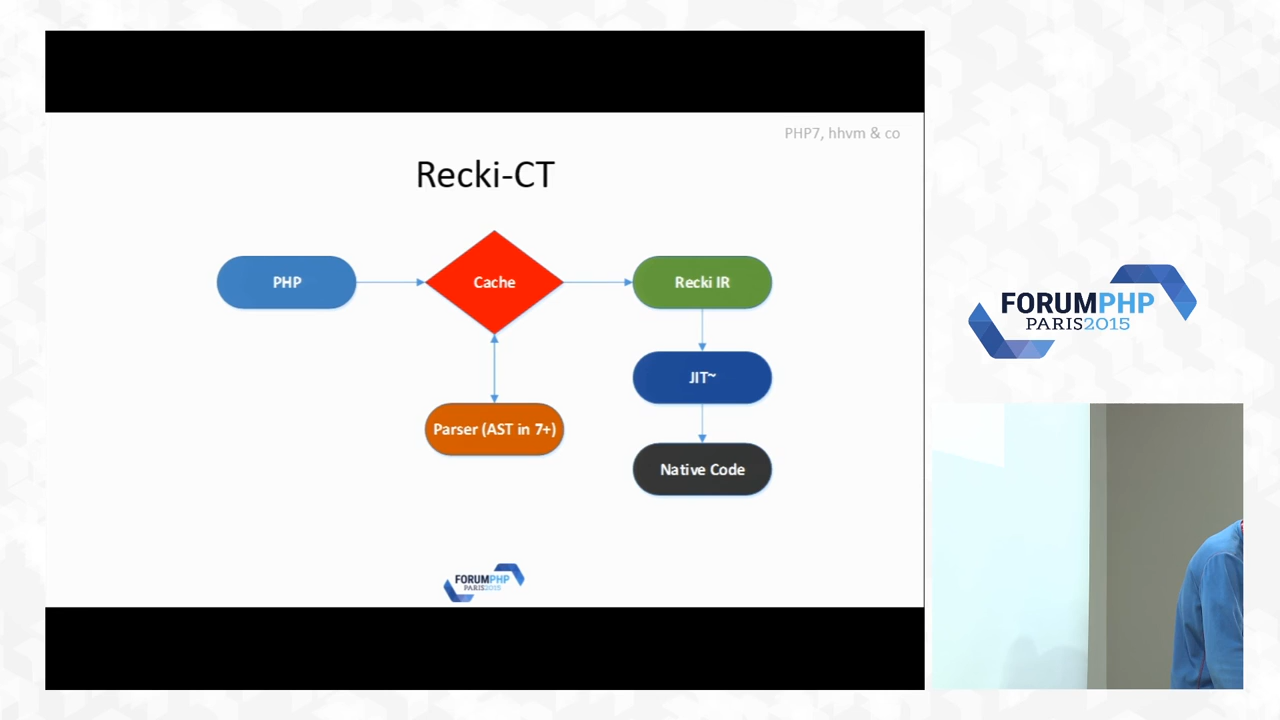 PHP7, hhvm & co
Recki-CT
PHP
Cache
Recki IR
JIT~
Parser (AST in 7+)
Native Code
FORUMPHP
PARIS2015
FORUMPHP
PARIS2015